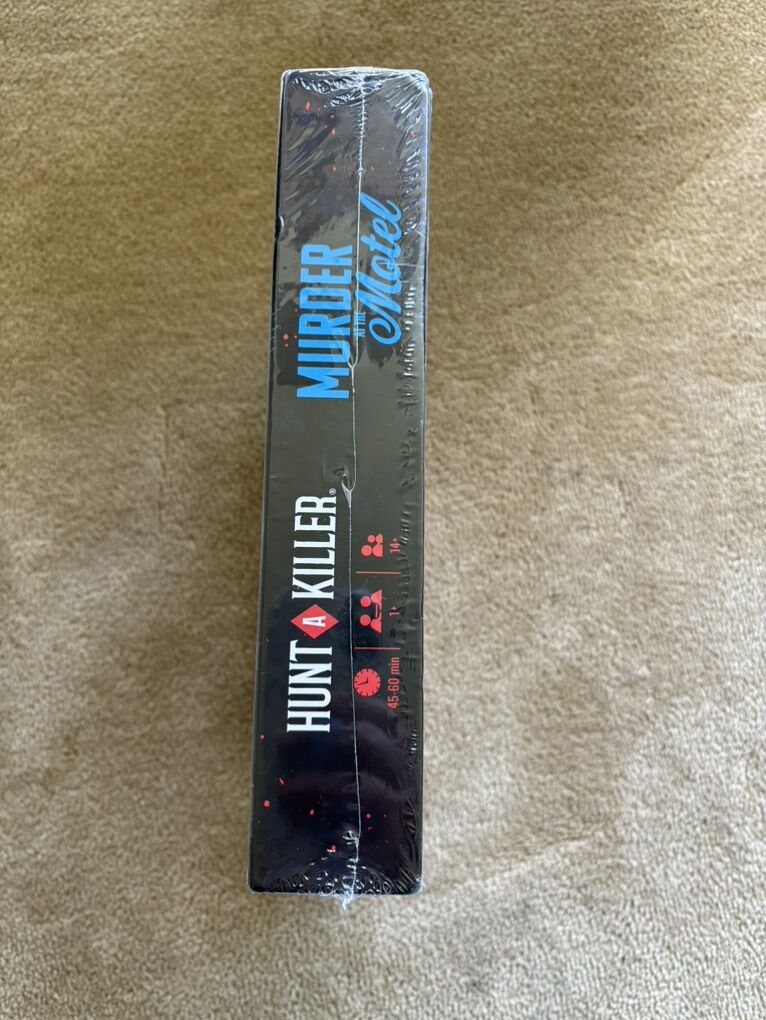 HUNT A KILLER®
45-60 min
1+
14+
MURDER
AT THE
Motel